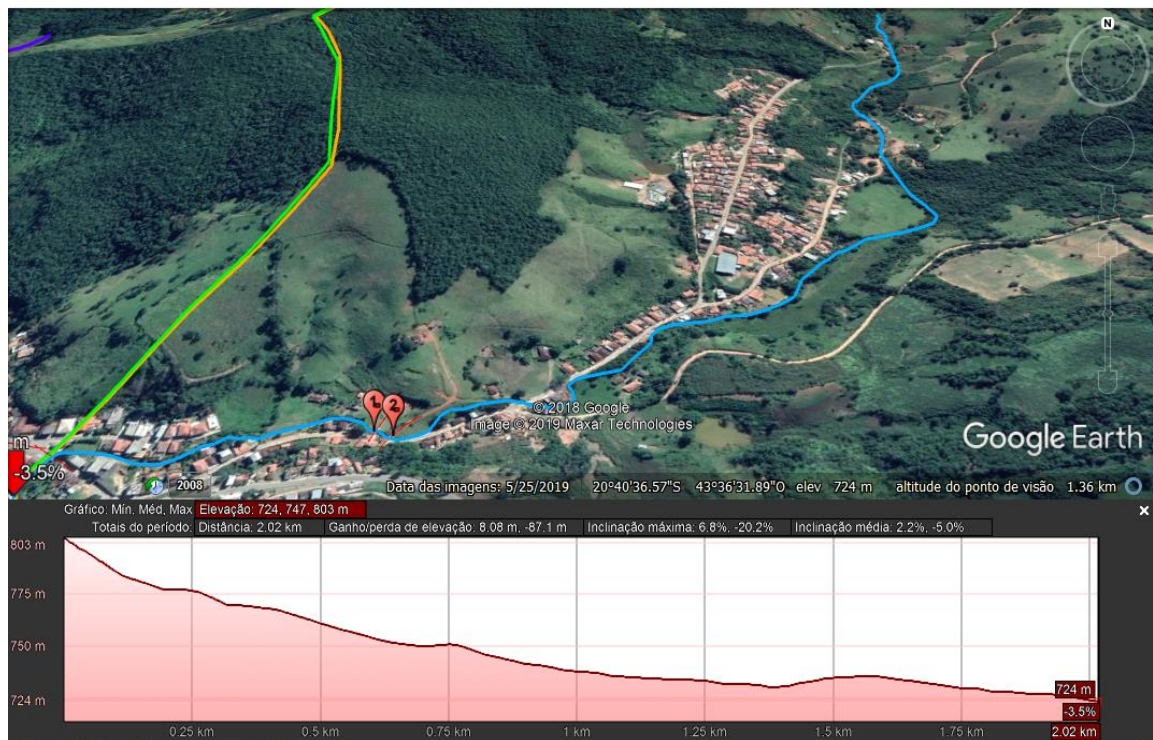 N
1
2
© 2018 Google
Image © 2019 Maxar Technologies
Google Earth
m
-3.5%
2008
Data das imagens: 5/25/2019 20°40'36.57"S 43°36'31.89"O elev 724 m altitude do ponto de visão 1.36 km
Gráfico: Mín, Méd, Max Elevação: 724, 747, 803 m
Totais do período: Distância: 2.02 km Ganho/perda de elevação: 8.08 m, -87.1 m Inclinação máxima: 6.8%, -20.2% Inclinação média: 2.2%, -5.0%
803 m
775 m
750 m
724 m
724 m
-3.5%
0.25 km 0.5 km 0.75 km 1 km 1.25 km 1.5 km 1.75 km 2.02 km